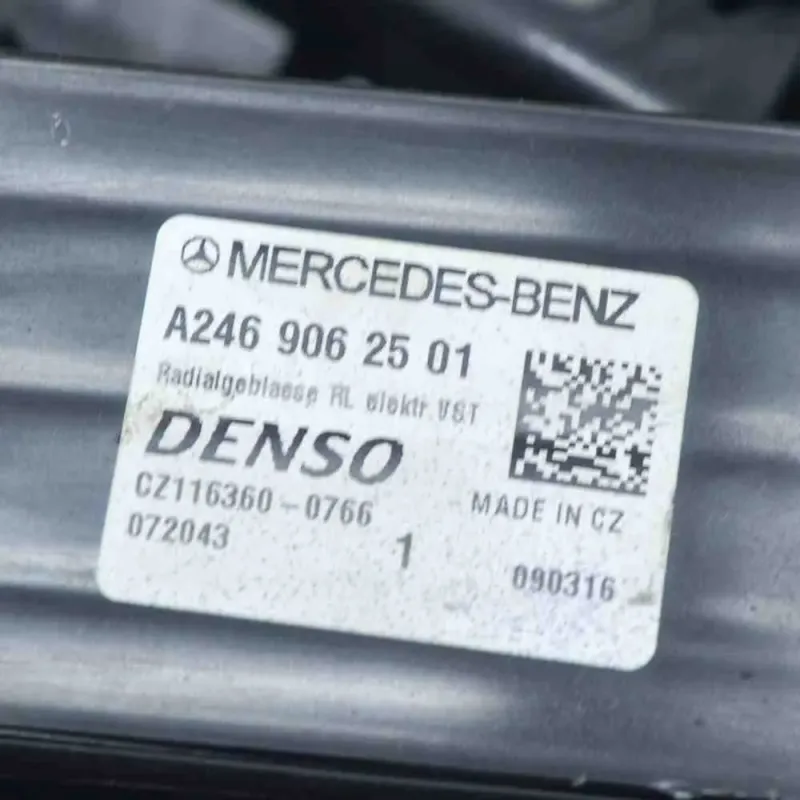 MERCEDES-BENZ
A246 906 25 01
Radialgeblaese RL elektr. VST
DENSO
CZ116360-0766
MADE IN CZ
072043
1
090316